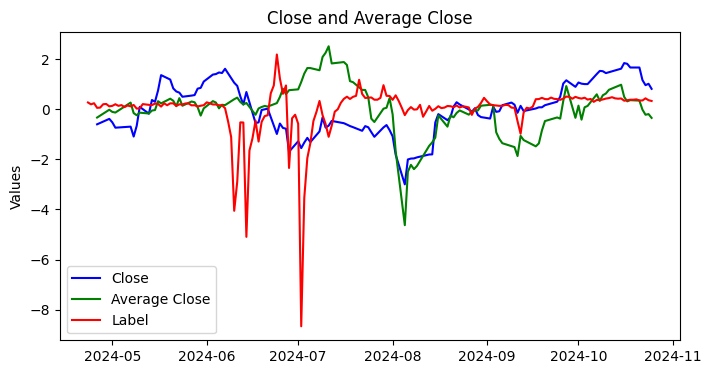 Close and Average Close
Values
2
0
−2
−4
−6
−8
Close
Average Close
Label
2024-05
2024-06
2024-07
2024-08
2024-09
2024-10
2024-11